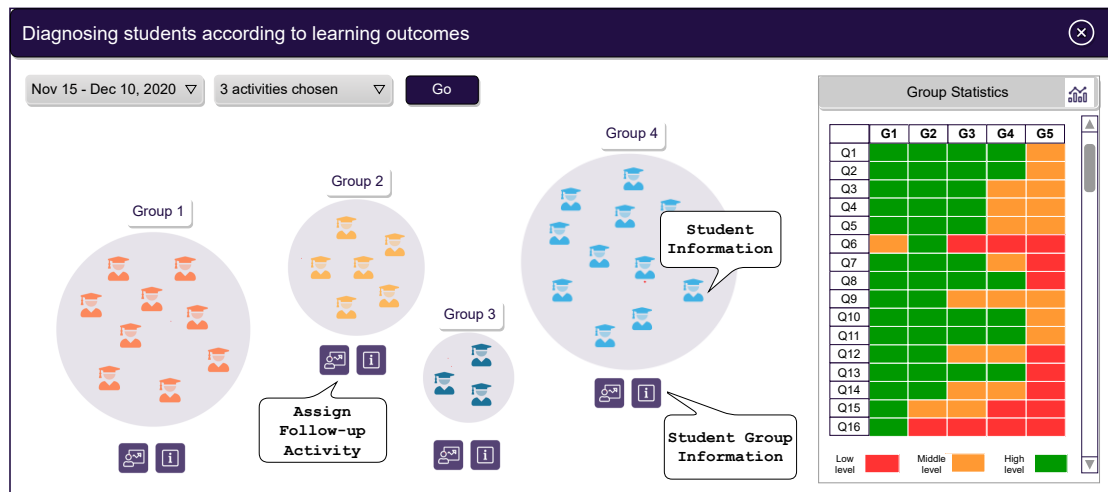 Diagnosing students according to learning outcomes
Nov 15 - Dec 10, 2020
3 activities chosen
Go
Group 1
Group 2
Group 3
Group 4
Student
Information
Assign
Follow-up
Activity
Student Group
Information
Group Statistics
G1 G2 G3 G4 G5
Q1
Q2
Q3
Q4
Q5
Q6
Q7
Q8
Q9
Q10
Q11
Q12
Q13
Q14
Q15
Q16
Low
level
Middle
level
High
level